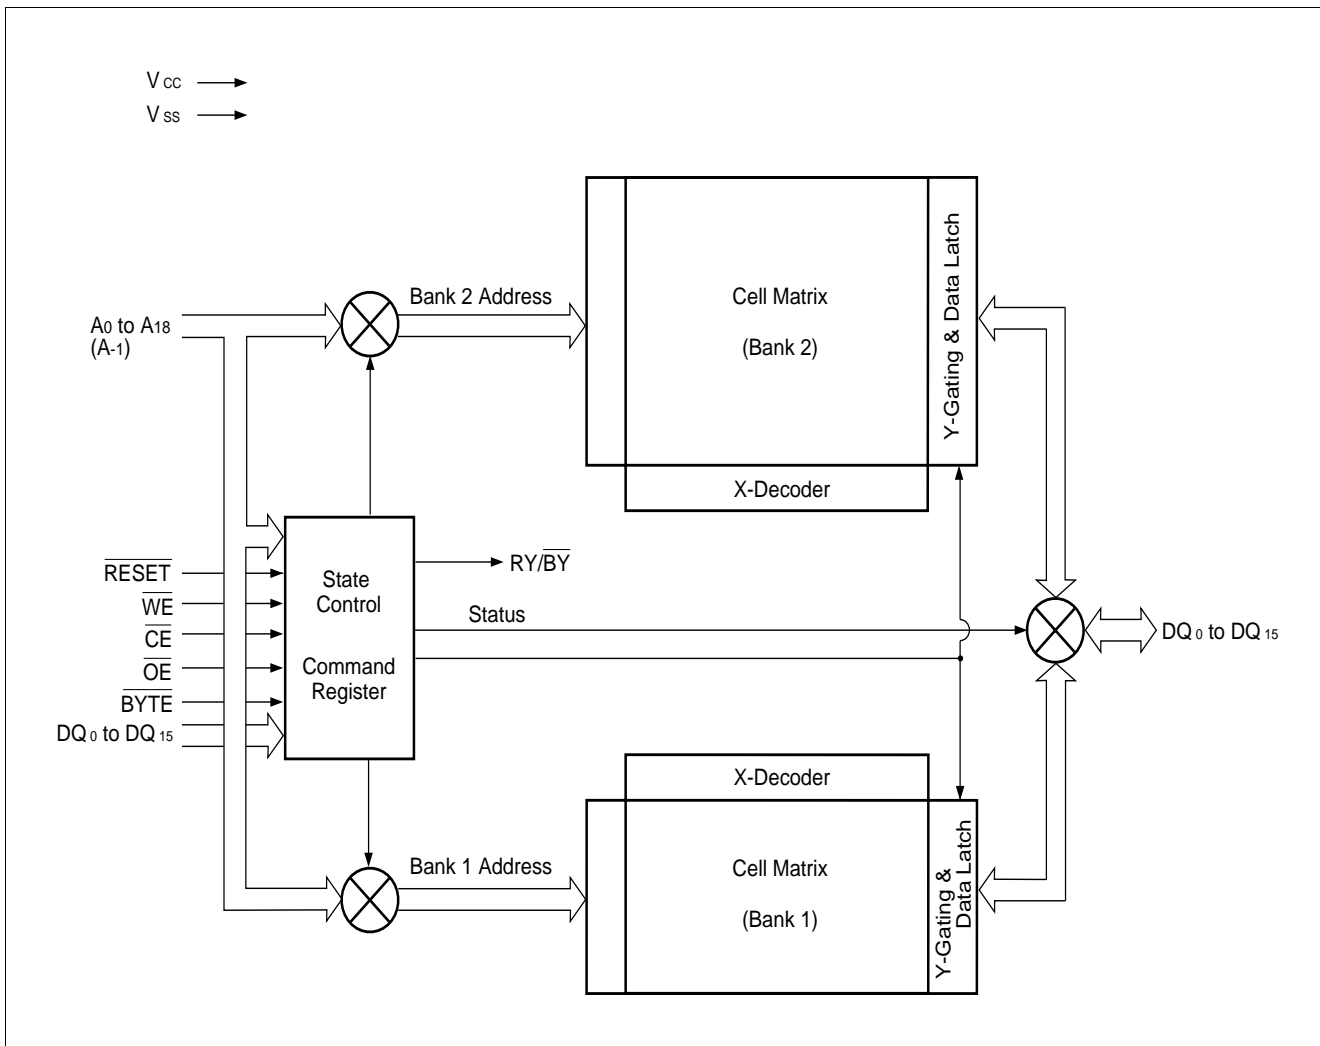 VCC
VSS
A0 to A18
(A-1)
Bank 2 Address
Cell Matrix
(Bank 2)
Y-Gating & Data Latch
X-Decoder
RESET
WE
CE
OE
BYTE
DQ0 to DQ15
State
Control
Command
Register
RY/BY
Status
DQ0 to DQ15
X-Decoder
Bank 1 Address
Cell Matrix
(Bank 1)
Y-Gating &
Data Latch